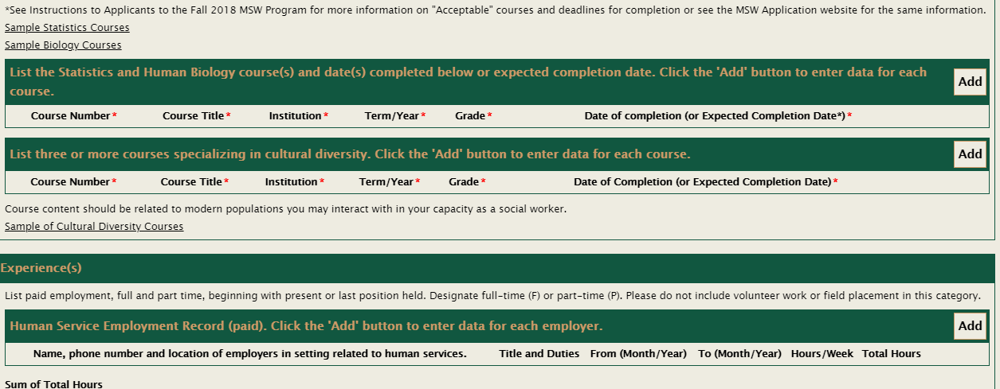 *See Instructions to Applicants to the Fall 2018 MSW Program for more information on "Acceptable" courses and deadlines for completion or see the MSW Application website for the same information.
Sample Statistics Courses
Sample Biology Courses
List the Statistics and Human Biology course(s) and date(s) completed below or expected completion date. Click the 'Add' button to enter data for each
course.
Add
Course Number* Course Title* Institution* Term/Year* Grade* Date of completion (or Expected Completion Date*)*
List three or more courses specializing in cultural diversity. Click the 'Add' button to enter data for each course. Add
Course Number* Course Title* Institution* Term/Year* Grade* Date of Completion (or Expected Completion Date)*
Course content should be related to modern populations you may interact with in your capacity as a social worker.
Sample of Cultural Diversity Courses
Experience(s)
List paid employment, full and part time, beginning with present or last position held. Designate full-time (F) or part-time (P). Please do not include volunteer work or field placement in this category.
Human Service Employment Record (paid). Click the 'Add' button to enter data for each employer. Add
Name, phone number and location of employers in setting related to human services. Title and Duties From (Month/Year) To (Month/Year) Hours/Week Total Hours
Sum of Total Hours